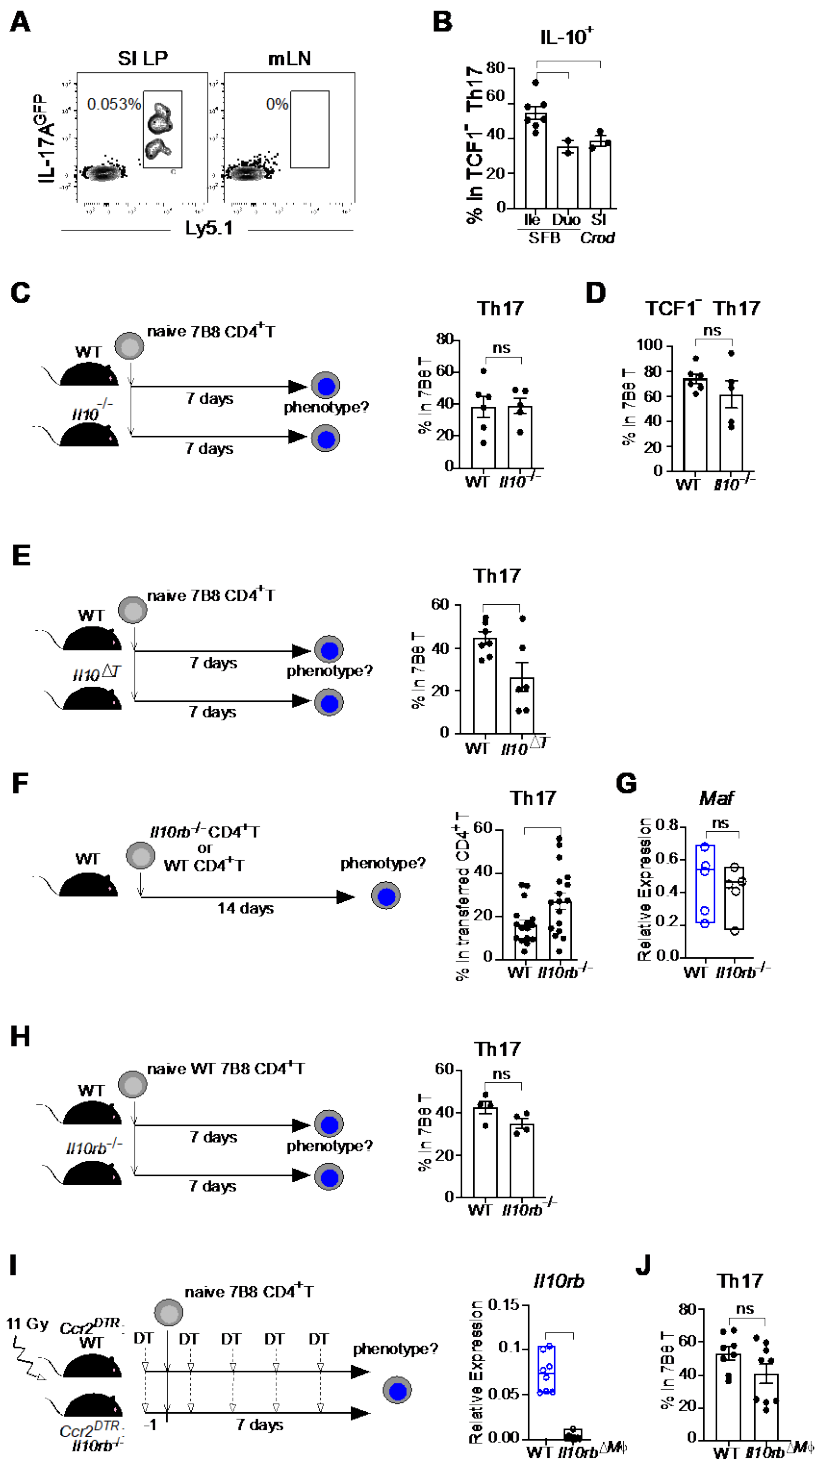 A
SI LP
mLN
0.053%
0%
IL-17A GFP
Ly5.1
B
IL-10+
% In TCF1⁻ Th17
80
60
40
20
0
Ile
Duo
SI
SFB
Crod
C
naive 7B8 CD4+T
WT
7 days
phenotype?
Il10−/−
7 days
Th17
% In 7B8 T
80
60
40
20
0
ns
WT
Il10−/−
D
TCF1⁻ Th17
ns
% In 7B8 T
100
80
60
40
20
0
WT
Il10−/−
E
naive 7B8 CD4+T
WT
7 days
phenotype?
Il10ΔT
7 days
Th17
% In 7B8 T
60
40
20
0
WT
Il10ΔT
F
Il10rb−/− CD4+T
or
WT CD4+T
WT
14 days
phenotype?
Th17
% In transferred CD4+T
60
40
20
0
WT
Il10rb−/−
G
Maf
ns
Relative Expression
0.8
0.6
0.4
0.2
0.0
WT
Il10rb−/−
H
naive WT 7B8 CD4+T
WT
7 days
phenotype?
Il10rb−/−
7 days
Th17
ns
% In 7B8 T
60
40
20
0
WT
Il10rb−/−
I
naive 7B8 CD4+T
11 Gy
Ccr2DTR
WT
DT DT DT DT DT
phenotype?
-1
7 days
Ccr2DTR
Il10rb-/-
Il10rb
Relative Expression
0.15
0.1
0.05
0.00
WT
Il10rbΔMϕ
J
Th17
ns
% In 7B8 T
80
60
40
20
0
WT
Il10rbΔMϕ